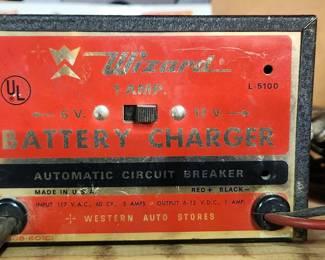 Wizard
1 AMP.
L-5100
UL
6 V. 12 V.
BATTERY CHARGER
AUTOMATIC CIRCUIT BREAKER
MADE IN U.S.A. RED+ BLACK-
INPUT 117 V.A.C., 60 CY., .5 AMPS OUTPUT 6-12 V.D.C., 1 AMP.
WESTERN AUTO STORES